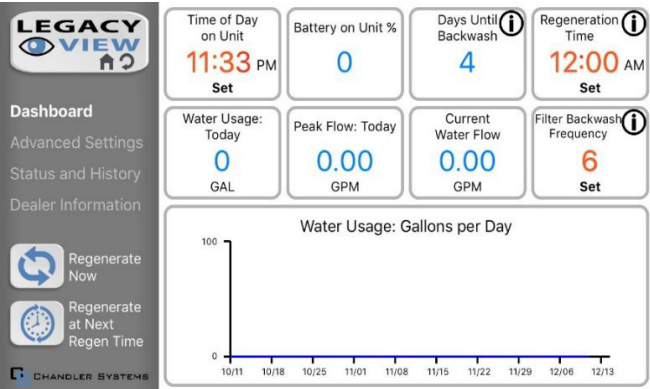 LEGACY
VIEW
Dashboard
Advanced Settings
Status and History
Dealer Information
Regenerate
Now
Regenerate
at Next
Regen Time
CHANDLER SYSTEMS
Time of Day
on Unit
11:33 PM
Set
Battery on Unit %
0
Days Until
Backwash
i
4
Regeneration
Time
i
12:00 AM
Set
Water Usage:
Today
0
GAL
Peak Flow: Today
0.00
GPM
Current
Water Flow
0.00
GPM
Filter Backwash
Frequency
i
6
Set
Water Usage: Gallons per Day
100
0
10/11 10/18 10/25 11/01 11/08 11/15 11/22 11/29 12/06 12/13